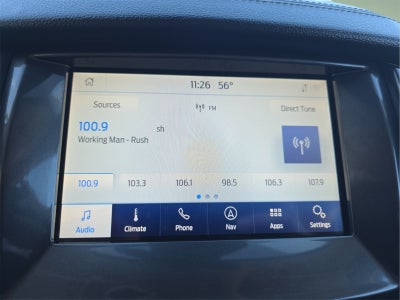 11:26 56°
Sources FM Direct Tune
100.9 sh
Working Man - Rush
100.9 103.3 106.1 98.5 106.3 107.9
Audio Climate Phone Nav Apps Settings